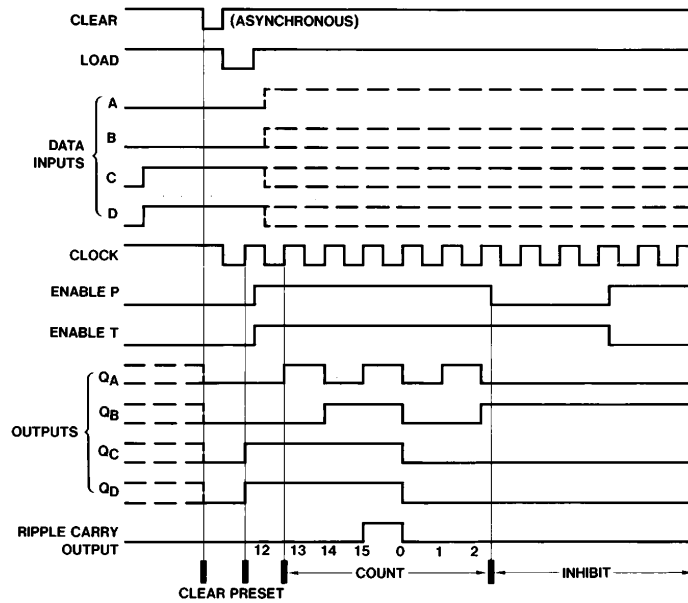 CLEAR (ASYNCHRONOUS)
LOAD
A
B
DATA INPUTS
C
D
CLOCK
ENABLE P
ENABLE T
QA
QB
OUTPUTS
QC
QD
RIPPLE CARRY OUTPUT
12 13 14 15 0 1 2
COUNT INHIBIT
CLEAR PRESET